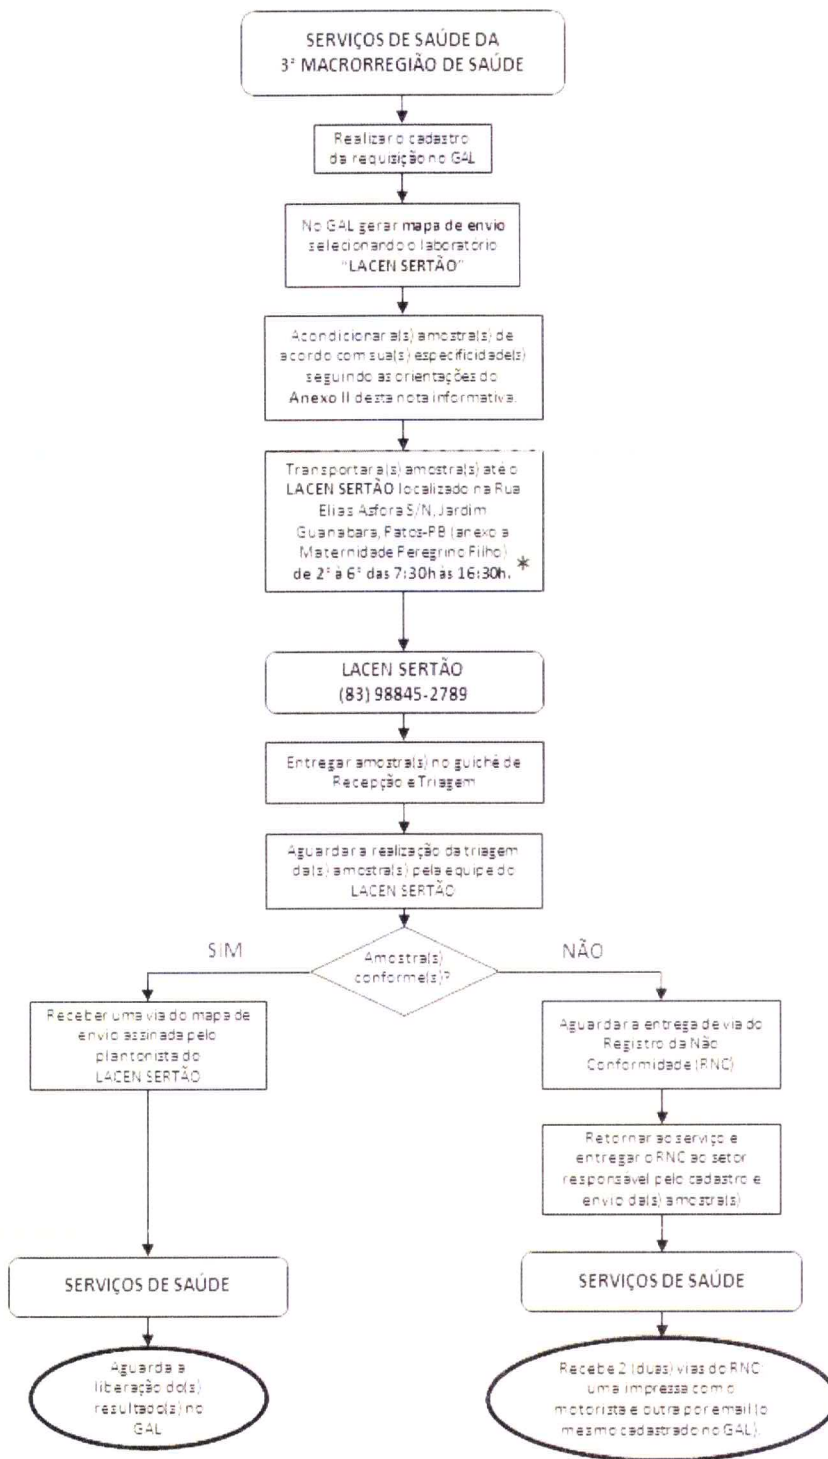 SERVIÇOS DE SAÚDE DA
3ª MACRORREGIÃO DE SAÚDE
Realizar o cadastro
da requisição no GAL
No GAL gerar mapa de envio
selecionando o laboratório
"LACEN SERTÃO"
Acondicionar a(s) amostra(s) de
acordo com sua(s) especificidade(s)
seguindo as orientações do
Anexo II desta nota informativa.
Transportar a(s) amostra(s) até o
LACEN SERTÃO localizado na Rua
Elias Asfora S/N, Jardim
Guanabara, Patos-PB (anexo a
Maternidade Peregrino Filho)
de 2ª à 6ª das 7:30h às 16:30h. *
LACEN SERTÃO
(83) 98845-2789
Entregar amostra(s) no guichê de
Recepção e Triagem
Aguardar a realização da triagem
da(s) amostra(s) pela equipe do
LACEN SERTÃO
Amostra(s)
conforme(s)?
SIM
NÃO
Receber uma via do mapa de
envio assinada pelo
plantonista do
LACEN SERTÃO
Aguardar a entrega de via do
Registro da Não
Conformidade (RNC)
Retornar ao serviço e
entregar o RNC ao setor
responsável pelo cadastro e
envio da(s) amostra(s)
SERVIÇOS DE SAÚDE
SERVIÇOS DE SAÚDE
Aguarda a
liberação do(s)
resultado(s) no
GAL
Recebe 2 (duas) vias do RNC
uma impressa com o
motorista e outra por email (o
mesmo cadastrado no GAL).